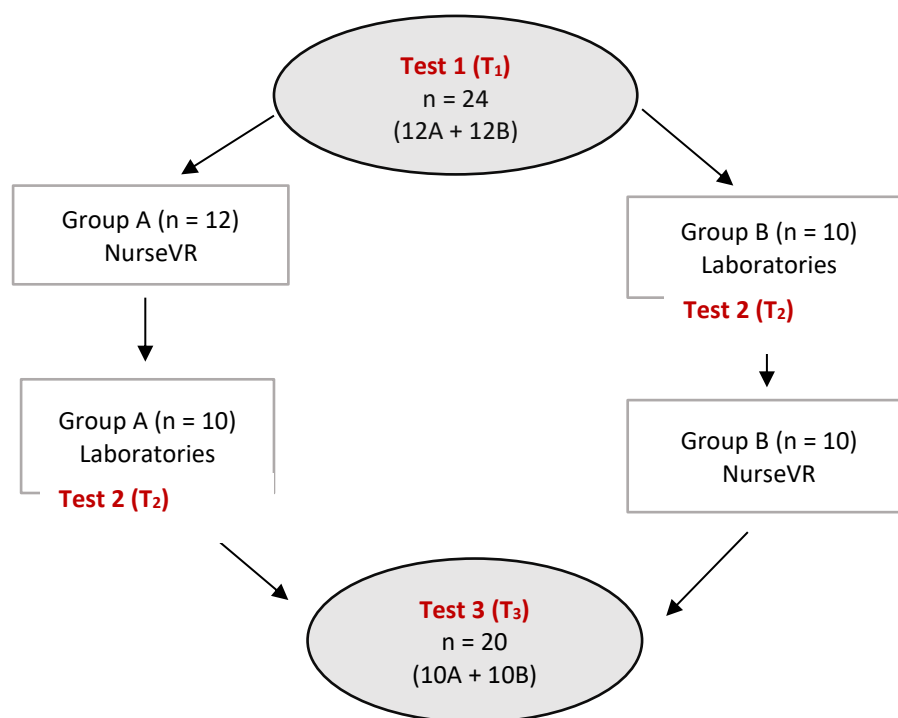 Test 1 (T₁)
n = 24
(12A + 12B)
Group A (n = 12)
NurseVR
Group B (n = 10)
Laboratories
Test 2 (T₂)
Group A (n = 10)
Laboratories
Test 2 (T₂)
Group B (n = 10)
NurseVR
Test 3 (T₃)
n = 20
(10A + 10B)